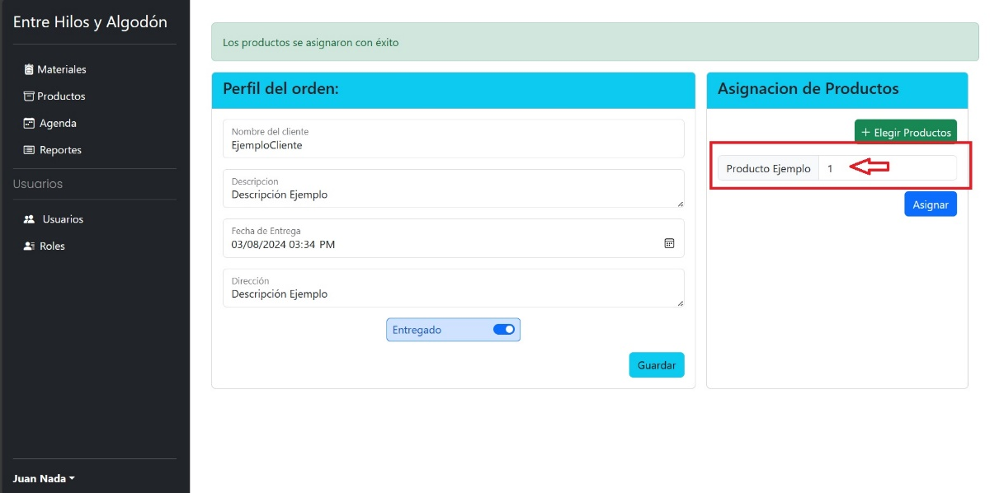 Entre Hilos y Algodón
Materiales
Productos
Agenda
Reportes
Usuarios
Usuarios
Roles
Juan Nada
Los productos se asignaron con éxito
Perfil del orden:
Nombre del cliente
EjemploCliente
Descripcion
Descripción Ejemplo
Fecha de Entrega
03/08/2024 03:34 PM
Dirección
Descripción Ejemplo
Entregado
Guardar
Asignacion de Productos
+ Elegir Productos
Producto Ejemplo 1
Asignar